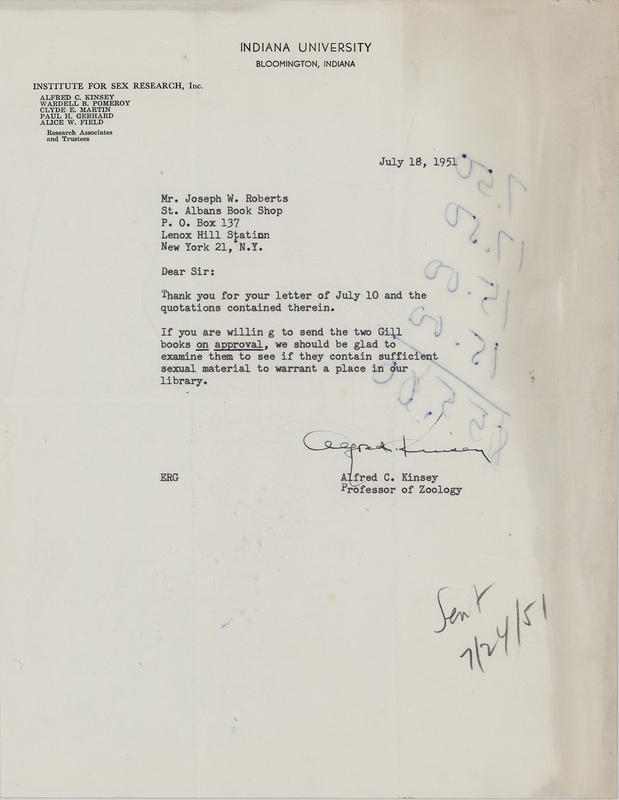 INDIANA UNIVERSITY
BLOOMINGTON, INDIANA
INSTITUTE FOR SEX RESEARCH, Inc.
ALFRED C. KINSEY
WARDELL B. POMEROY
CLYDE E. MARTIN
PAUL H. GEBHARD
ALICE W. FIELD
Research Associates
and Trustees
July 18, 1951
Mr. Joseph W. Roberts
St. Albans Book Shop
P. O. Box 137
Lenox Hill Station
New York 21, N.Y.
Dear Sir:
Thank you for your letter of July 10 and the
quotations contained therein.
If you are willin g to send the two Gill
books on approval, we should be glad to
examine them to see if they contain sufficient
sexual material to warrant a place in our
library.
Alfred C. Kinsey
ERG
Alfred C. Kinsey
Professor of Zoology
Sent
7/24/51